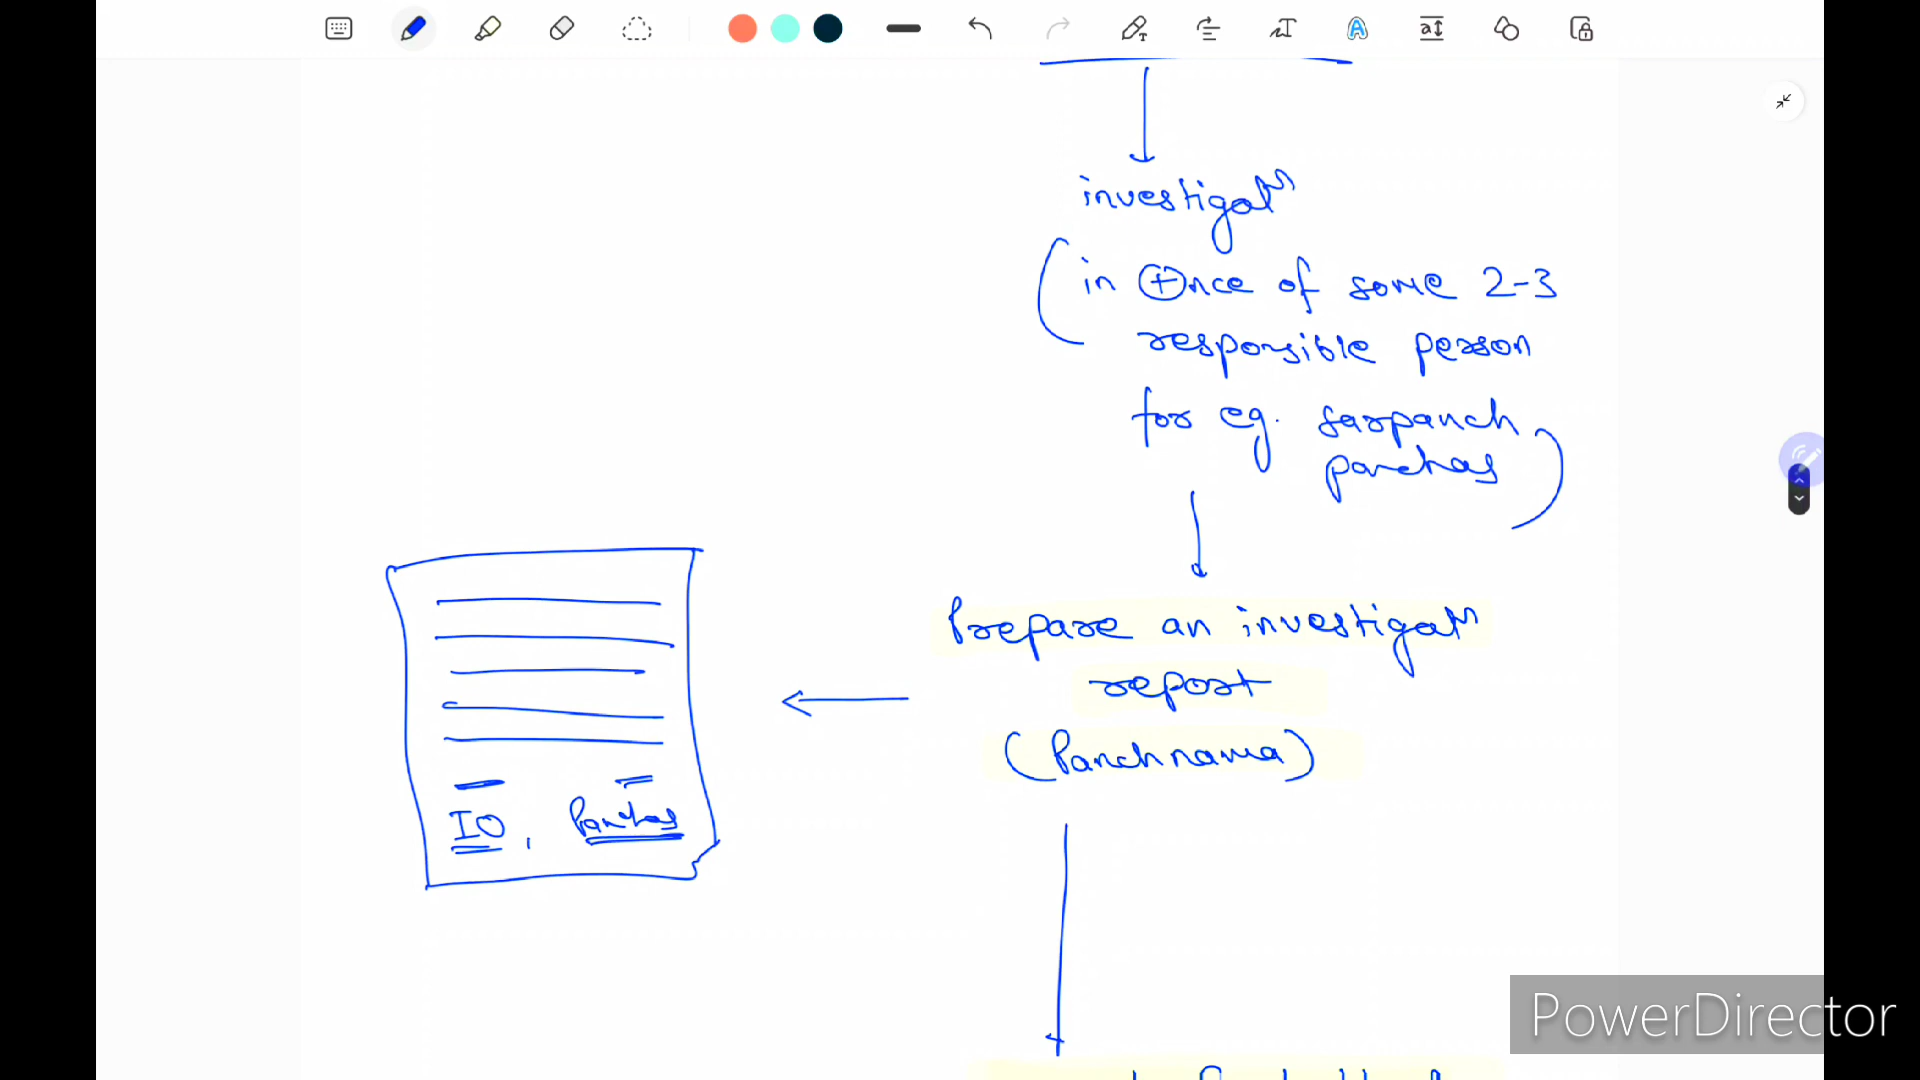 investigatⁿ
(in ⊕nce of some 2-3
responsible person
for eg. sarpanch
panchas)
Prepare an investigatⁿ
report
(Panchnama)
IO, Panchas
PowerDirector